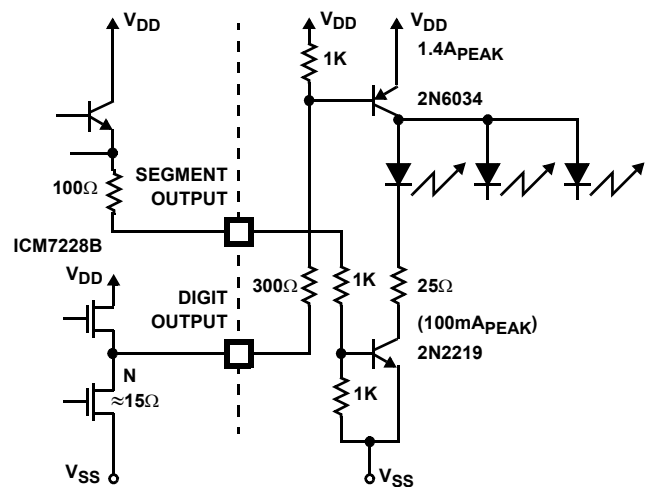 V_DD
V_DD
V_DD
1.4A_PEAK
1K
2N6034
SEGMENT
OUTPUT
100Ω
ICM7228B
V_DD
DIGIT
OUTPUT
300Ω
1K
25Ω
(100mA_PEAK)
2N2219
N
≈15Ω
1K
V_SS
V_SS